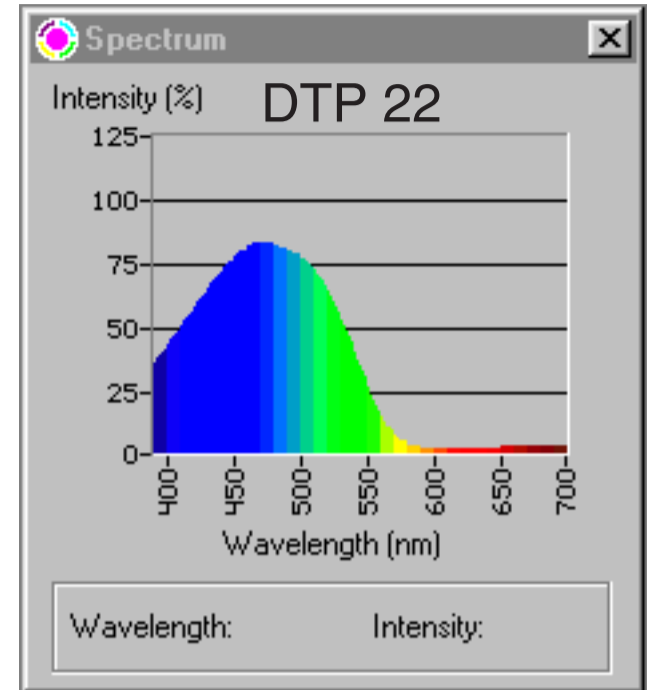 Spectrum
Intensity (%) DTP 22
125
100
75
50
25
0
400 450 500 550 600 650 700
Wavelength (nm)
Wavelength: Intensity: